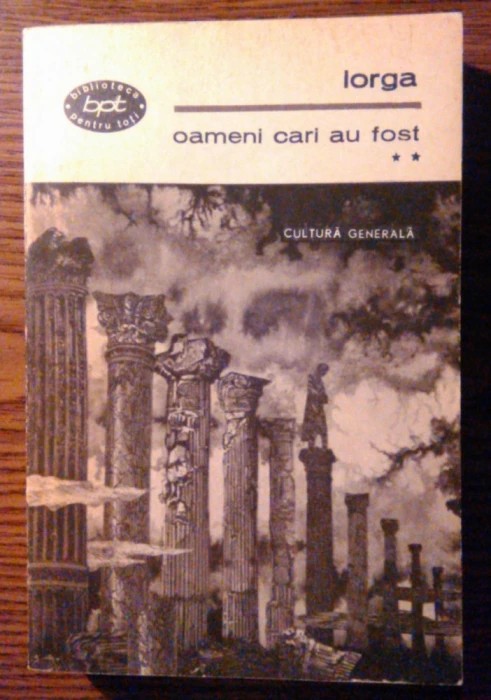 biblioteca
bpt
pentru toți
Iorga
oameni cari au fost
★★
CULTURĂ GENERALĂ